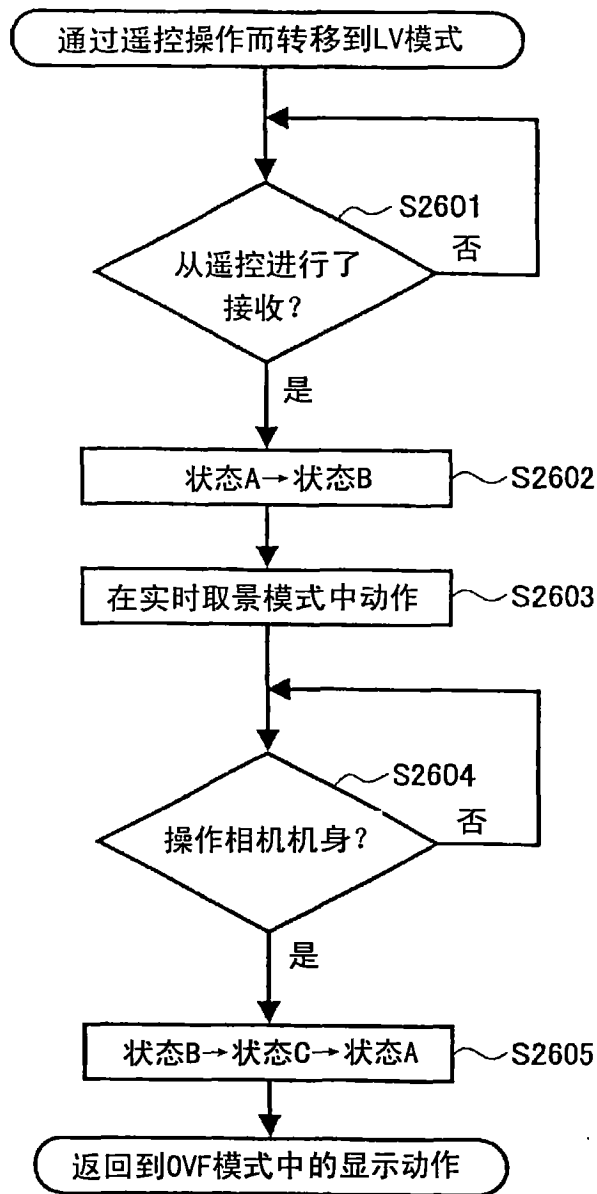 通过遥控操作而转移到LV模式
S2601
从遥控进行了
接收?
否
是
状态A→状态B
S2602
在实时取景模式中动作
S2603
S2604
操作相机机身?
否
是
状态B→状态C→状态A
S2605
返回到OVF模式中的显示动作